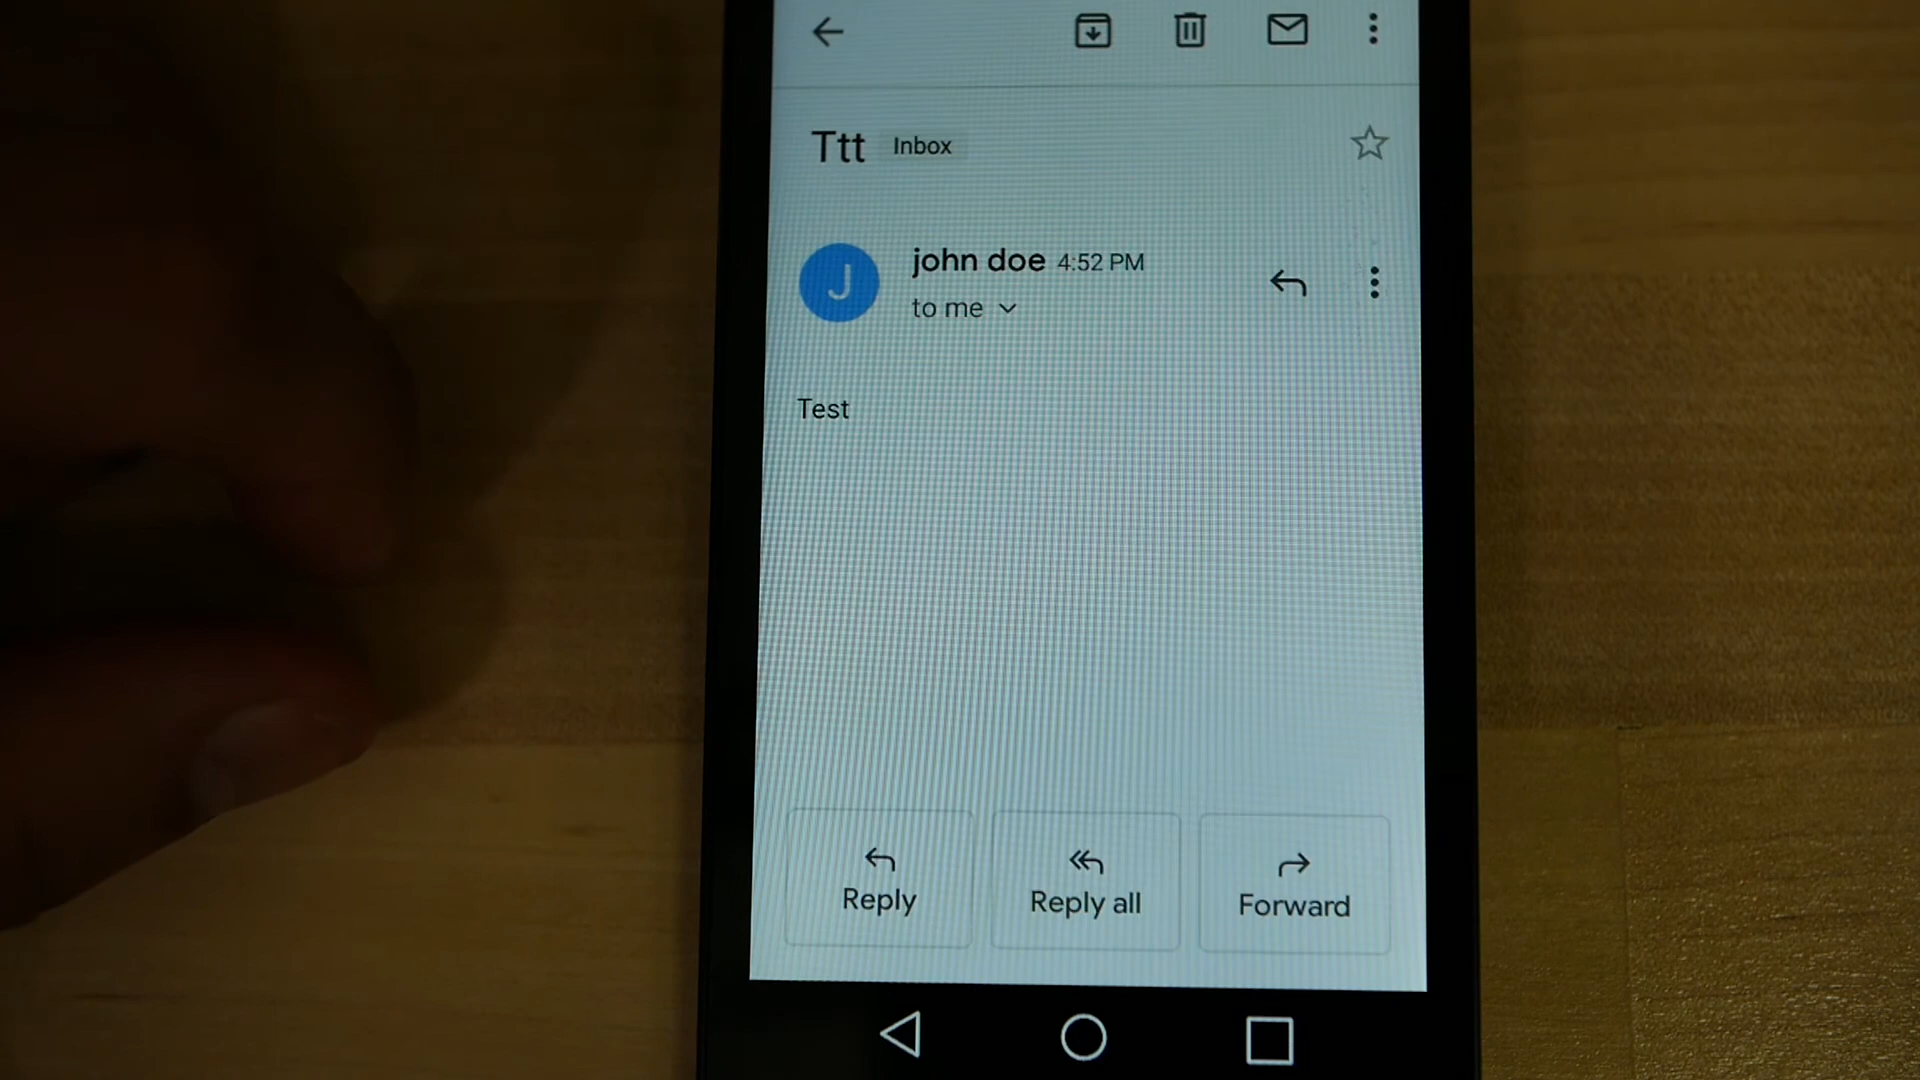 Ttt Inbox
J
john doe 4:52 PM
to me
Test
Reply
Reply all
Forward